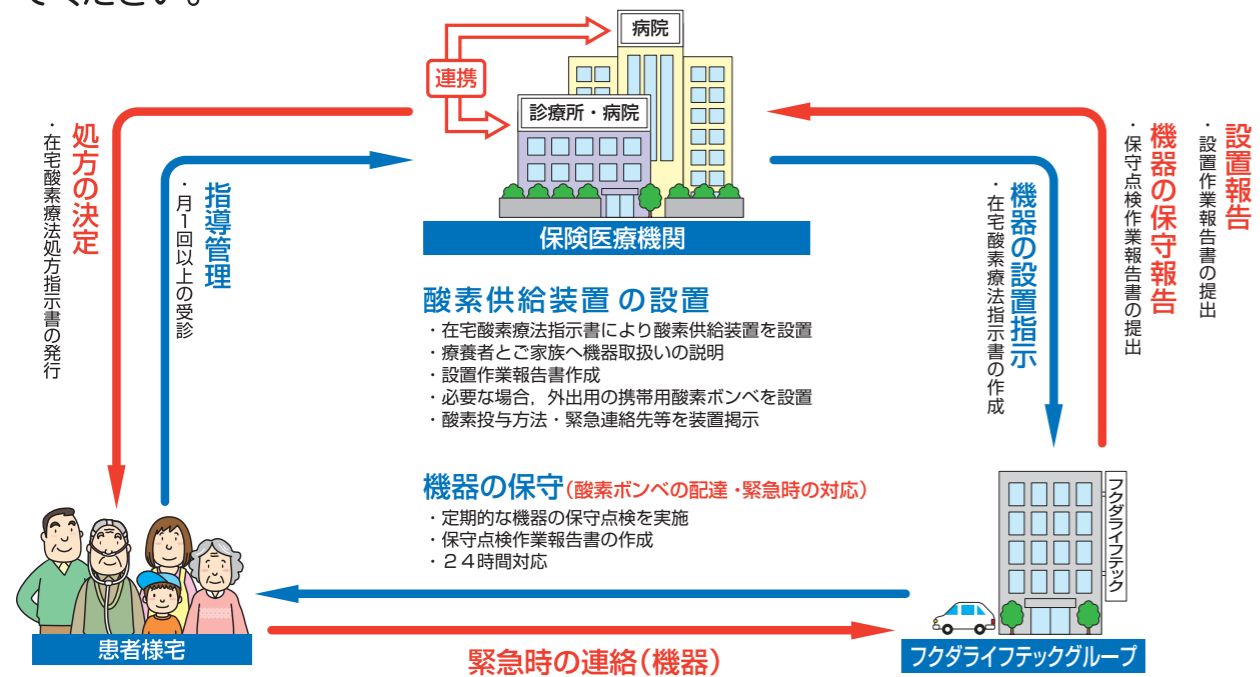 てください。
病院
連携
診療所・病院
保険医療機関
処方の決定
・在宅酸素療法処方指示書の発行
指導管理
・月1回以上の受診
機器の設置指示
・在宅酸素療法指示書の作成
設置報告
・設置作業報告書の提出
機器の保守報告
・保守点検作業報告書の提出
酸素供給装置 の設置
・在宅酸素療法指示書により酸素供給装置を設置
・療養者とご家族へ機器取扱いの説明
・設置作業報告書作成
・必要な場合，外出用の携帯用酸素ボンベを設置
・酸素投与方法・緊急連絡先等を装置掲示
機器の保守(酸素ボンベの配達・緊急時の対応)
・定期的な機器の保守点検を実施
・保守点検作業報告書の作成
・２４時間対応
フクダライフテック
患者様宅
緊急時の連絡(機器)
フクダライフテックグループ